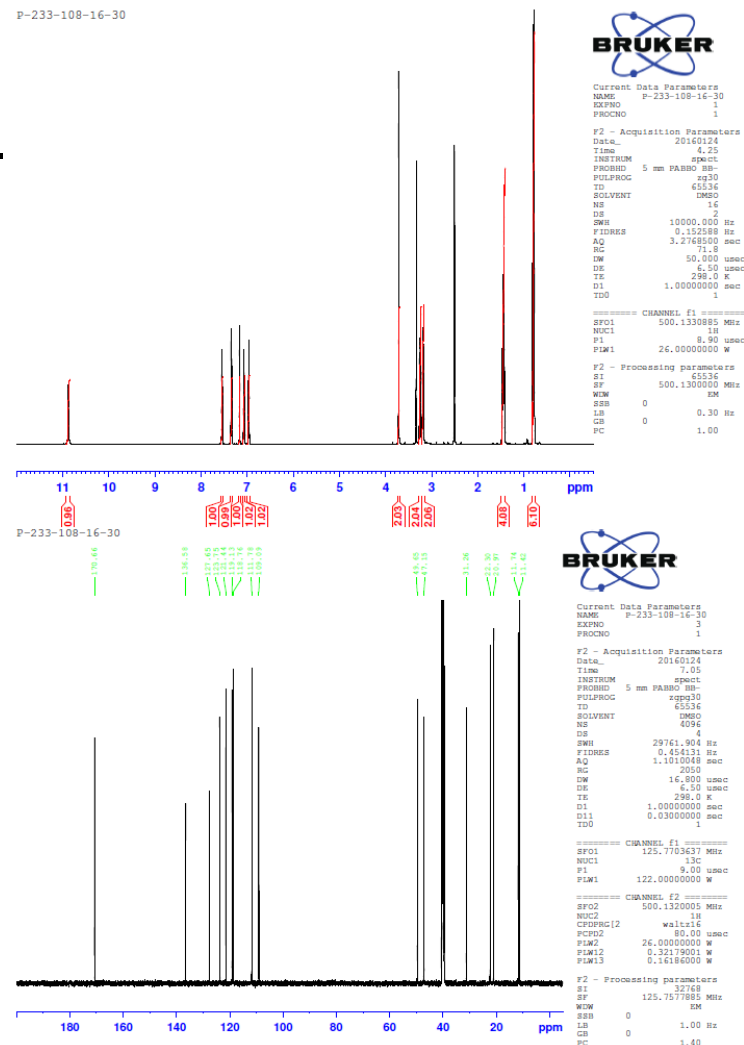 P-233-108-16-30
BRUKER
Current Data Parameters
NAME P-233-108-16-30
EXPNO 1
PROCNO 1
F2 - Acquisition Parameters
Date_ 20160124
Time 4.25
INSTRUM spect
PROBHD 5 mm PABBO BB-
PULPROG zg30
TD 65536
SOLVENT DMSO
NS 16
DS 2
SWH 10000.000 Hz
FIDRES 0.152588 Hz
AQ 3.2768500 sec
RG 71.8
DW 50.000 usec
DE 6.50 usec
TE 298.0 K
D1 1.00000000 sec
TD0 1
======== CHANNEL f1 ========
SFO1 500.1330885 MHz
NUC1 1H
P1 8.90 usec
PLW1 26.00000000 W
F2 - Processing parameters
SI 65536
SF 500.1300000 MHz
WDW EM
SSB 0
LB 0.30 Hz
GB 0
PC 1.00
11 10 9 8 7 6 5 4 3 2 1 ppm
0.96 1.00 0.99 1.00 1.02 1.02 2.03 2.04 2.06 4.08 6.10
P-233-108-16-30
170.66 136.58 127.65 49.65 47.15 31.26 22.30 20.97 11.74 11.42
BRUKER
Current Data Parameters
NAME P-233-108-16-30
EXPNO 3
PROCNO 1
F2 - Acquisition Parameters
Date_ 20160124
Time 7.05
INSTRUM spect
PROBHD 5 mm PABBO BB-
PULPROG zgpg30
TD 65536
SOLVENT DMSO
NS 4096
DS 4
SWH 29761.904 Hz
FIDRES 0.454131 Hz
AQ 1.1010048 sec
RG 2050
DW 16.800 usec
DE 6.50 usec
TE 298.0 K
D1 1.00000000 sec
D11 0.03000000 sec
TD0 1
======== CHANNEL f1 ========
SFO1 125.7703637 MHz
NUC1 13C
P1 9.00 usec
PLW1 122.00000000 W
======== CHANNEL f2 ========
SFO2 500.1320005 MHz
NUC2 1H
CPDPRG[2 waltz16
PCPD2 80.00 usec
PLW2 26.00000000 W
PLW12 0.32179001 W
PLW13 0.16186000 W
F2 - Processing parameters
SI 32768
SF 125.7577885 MHz
WDW EM
SSB 0
LB 1.00 Hz
GB 0
PC 1.40
180 160 140 120 100 80 60 40 20 ppm